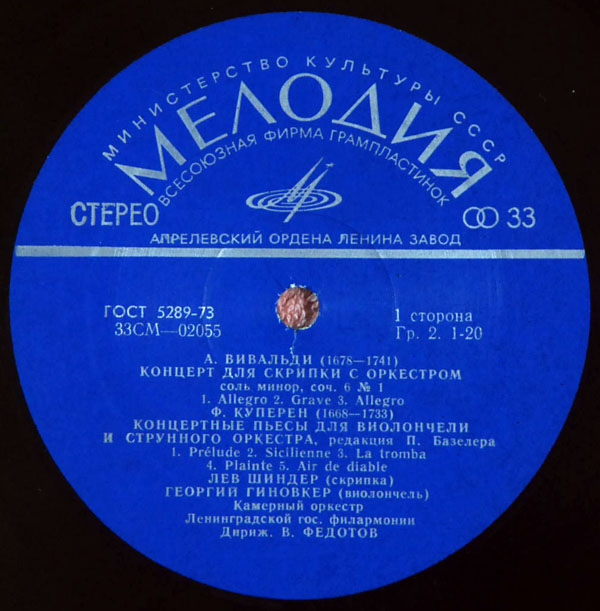 МИНИСТЕРСТВО КУЛЬТУРЫ СССР
МЕЛОДИЯ
ВСЕСОЮЗНАЯ ФИРМА ГРАМПЛАСТИНОК
СТЕРЕО
33
АПРЕЛЕВСКИЙ ОРДЕНА ЛЕНИНА ЗАВОД
ГОСТ 5289-73
33СМ—02055
1 сторона
Гр. 2. 1-20
А. ВИВАЛЬДИ (1678—1741)
КОНЦЕРТ ДЛЯ СКРИПКИ С ОРКЕСТРОМ
соль минор, соч. 6 № 1
1. Allegro 2. Grave 3. Allegro
Ф. КУПЕРЕН (1668—1733)
КОНЦЕРТНЫЕ ПЬЕСЫ ДЛЯ ВИОЛОНЧЕЛИ
И СТРУННОГО ОРКЕСТРА, редакция П. Базелера
1. Prélude 2. Sicilienne 3. La tromba
4. Plainte 5. Air de diable
ЛЕВ ШИНДЕР (скрипка)
ГЕОРГИЙ ГИНОВКЕР (виолончель)
Камерный оркестр
Ленинградской гос. филармонии
Дириж. В. ФЕДОТОВ